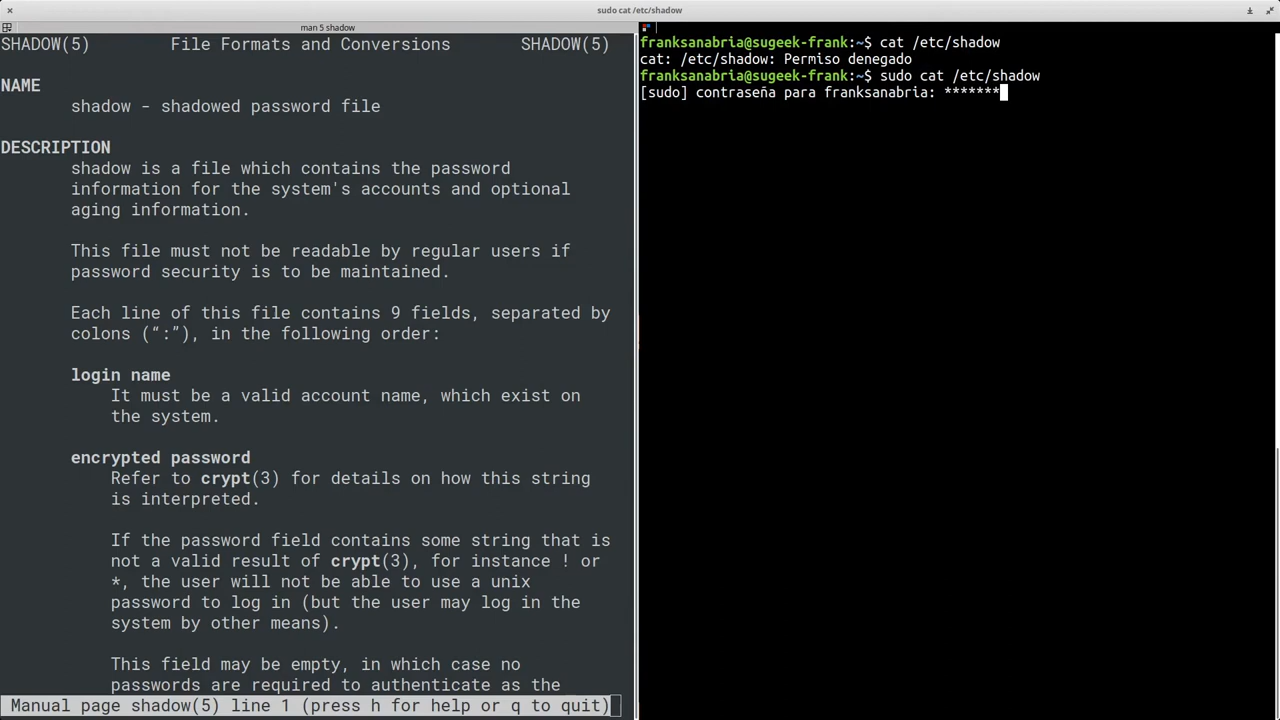 sudo cat /etc/shadow
man 5 shadow
SHADOW(5) File Formats and Conversions SHADOW(5)
NAME
shadow - shadowed password file
DESCRIPTION
shadow is a file which contains the password
information for the system's accounts and optional
aging information.
This file must not be readable by regular users if
password security is to be maintained.
Each line of this file contains 9 fields, separated by
colons (“:”), in the following order:
login name
It must be a valid account name, which exist on
the system.
encrypted password
Refer to crypt(3) for details on how this string
is interpreted.
If the password field contains some string that is
not a valid result of crypt(3), for instance ! or
*, the user will not be able to use a unix
password to log in (but the user may log in the
system by other means).
This field may be empty, in which case no
passwords are required to authenticate as the
Manual page shadow(5) line 1 (press h for help or q to quit)
franksanabria@sugeek-frank:~$ cat /etc/shadow
cat: /etc/shadow: Permiso denegado
franksanabria@sugeek-frank:~$ sudo cat /etc/shadow
[sudo] contraseña para franksanabria: *******